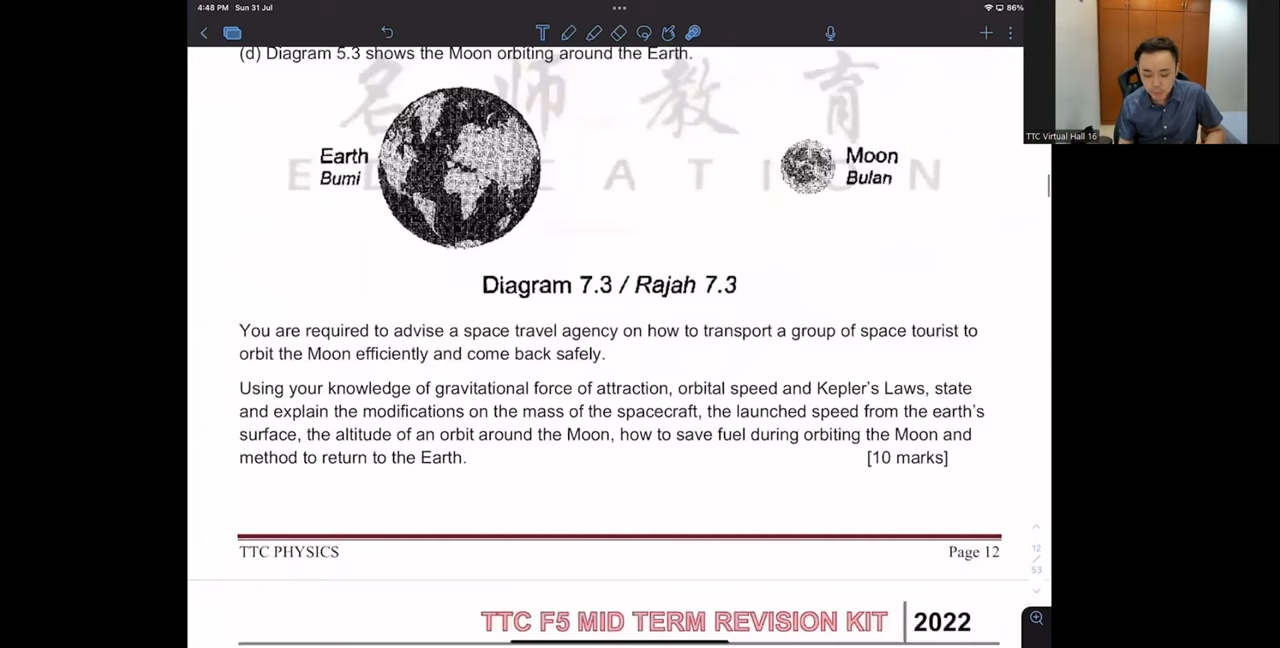 4:48 PM Sun 31 Jul
86%
(d) Diagram 5.3 shows the Moon orbiting around the Earth.
名 师 教 育
EDUCATION
Earth
Bumi
Moon
Bulan
Diagram 7.3 / Rajah 7.3
You are required to advise a space travel agency on how to transport a group of space tourist to
orbit the Moon efficiently and come back safely.
Using your knowledge of gravitational force of attraction, orbital speed and Kepler's Laws, state
and explain the modifications on the mass of the spacecraft, the launched speed from the earth's
surface, the altitude of an orbit around the Moon, how to save fuel during orbiting the Moon and
method to return to the Earth.
[10 marks]
TTC PHYSICS
Page 12
12
/
53
TTC F5 MID TERM REVISION KIT
2022
TTC Virtual Hall 16